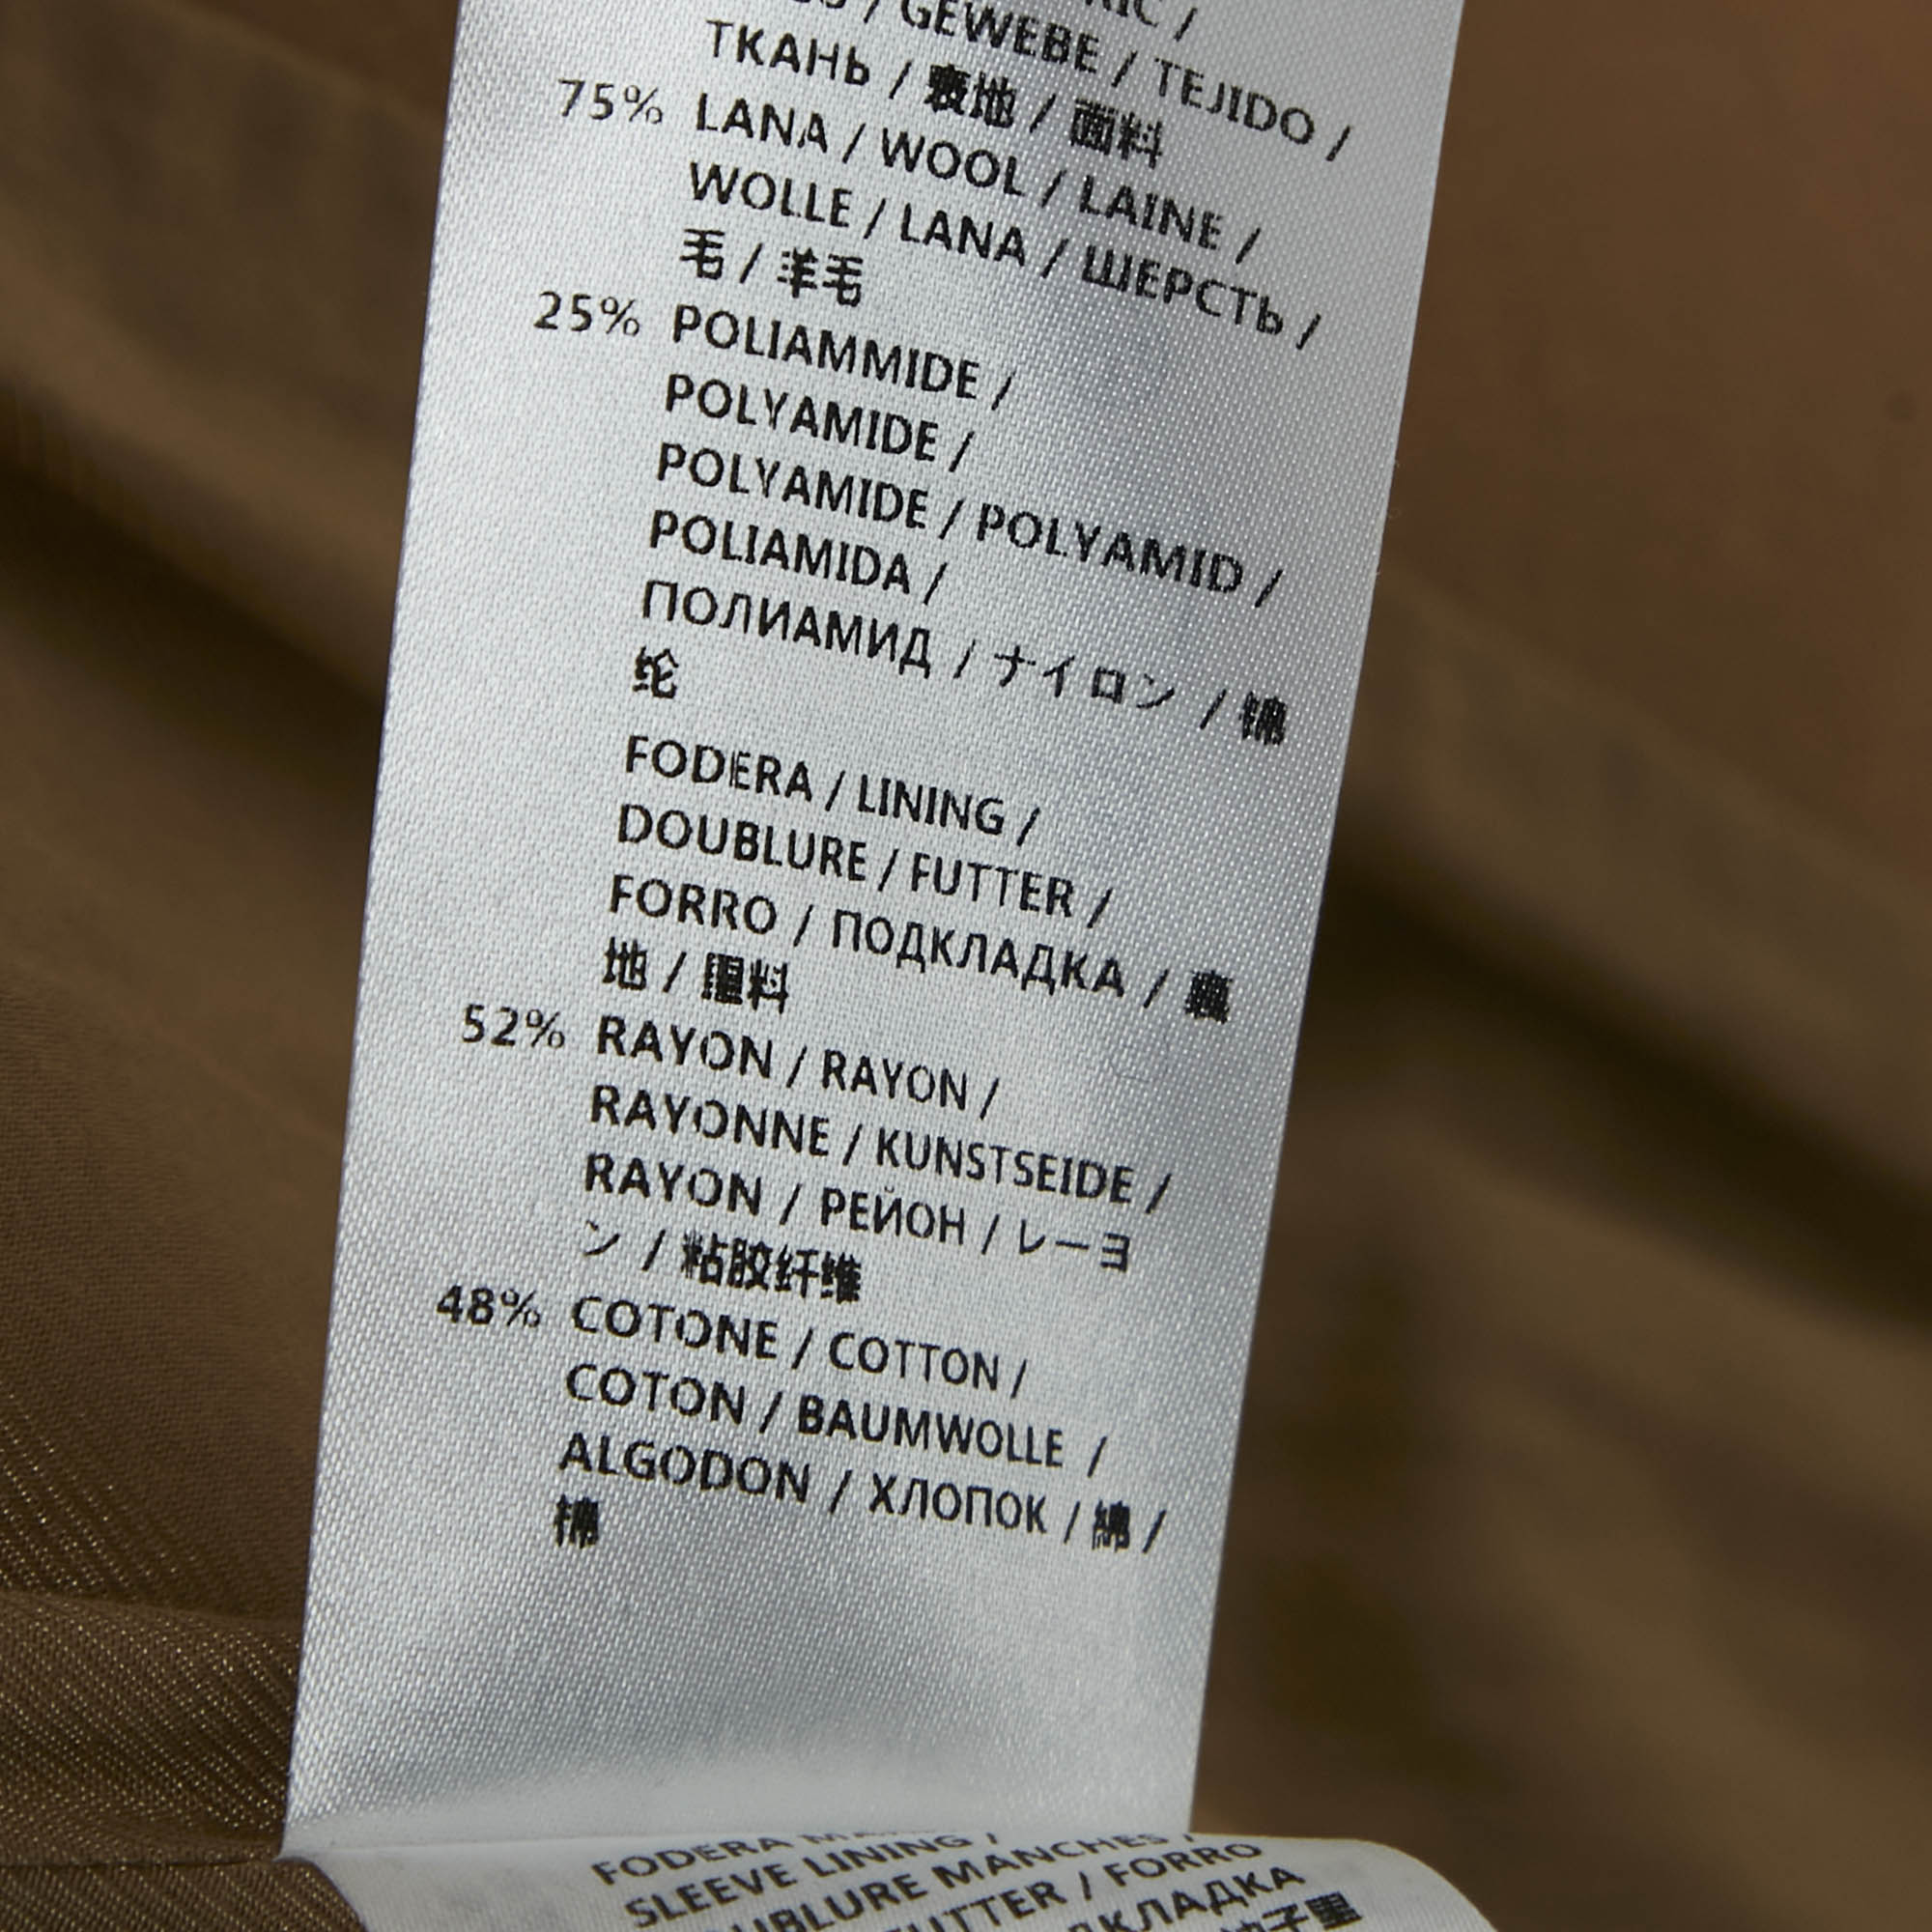 / GEWEBE / TEJIDO /
ТКАНЬ / 表地 / 面料
75% LANA / WOOL / LAINE /
WOLLE / LANA / ШЕРСТЬ /
毛 / 羊毛
25% POLIAMMIDE /
POLYAMIDE /
POLYAMIDE / POLYAMID /
POLIAMIDA /
ПОЛИАМИД / ナイロン / 锦
纶
FODERA / LINING /
DOUBLURE / FUTTER /
FORRO / ПОДКЛАДКА / 裏
地 / 里料
52% RAYON / RAYON /
RAYONNE / KUNSTSEIDE /
RAYON / РЕЙОН / レーヨ
ン / 粘胶纤维
48% COTONE / COTTON /
COTON / BAUMWOLLE /
ALGODON / ХЛОПОК / 綿 /
棉
FODERA
SLEEVE LINING /
MANCHES /
/ FORRO